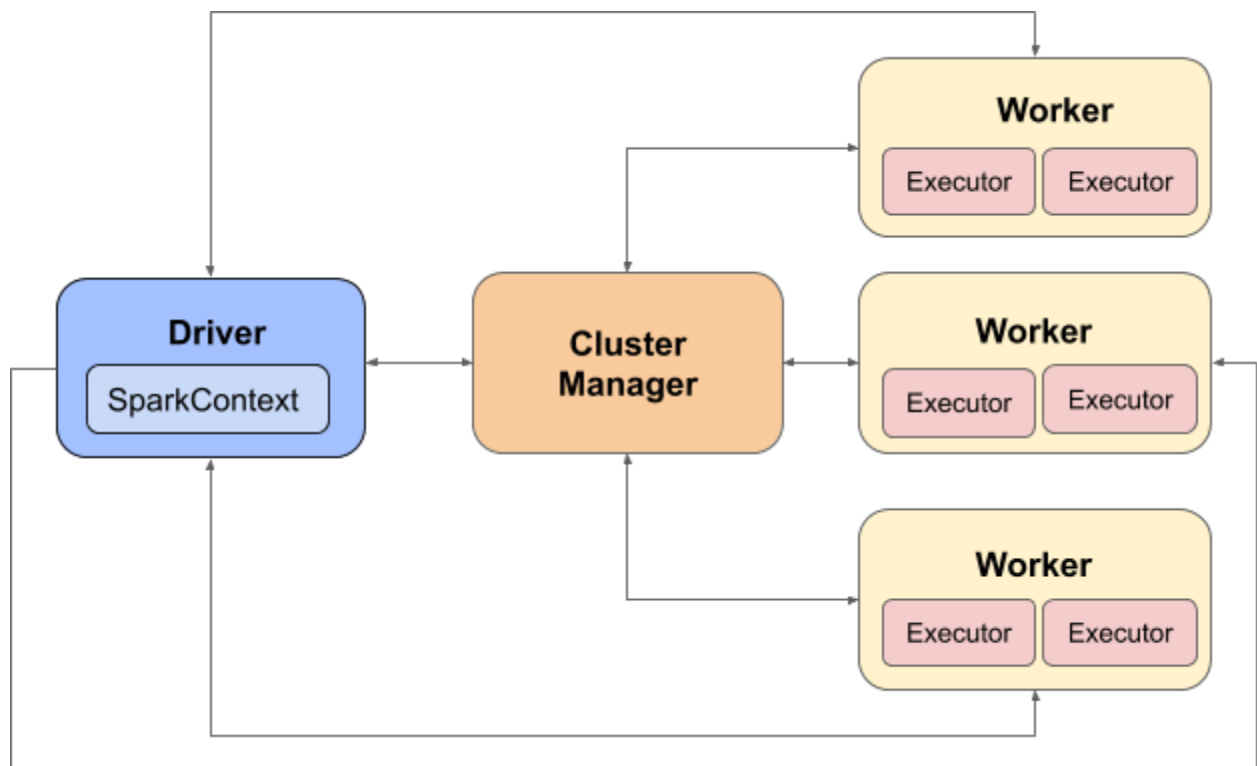 Worker
Executor
Executor
Driver
SparkContext
Cluster
Manager
Worker
Executor
Executor
Worker
Executor
Executor